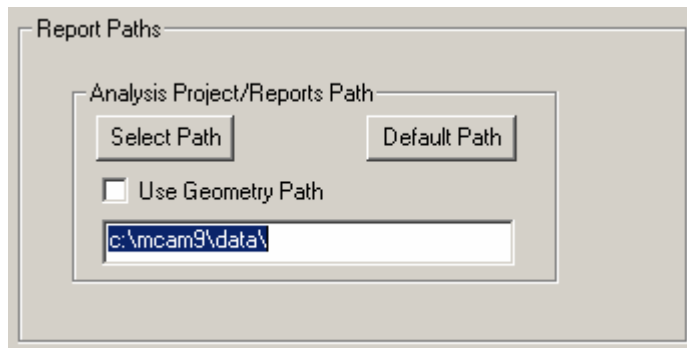 Report Paths
Analysis Project/Reports Path
Select Path Default Path
Use Geometry Path
c:\mcam9\data\